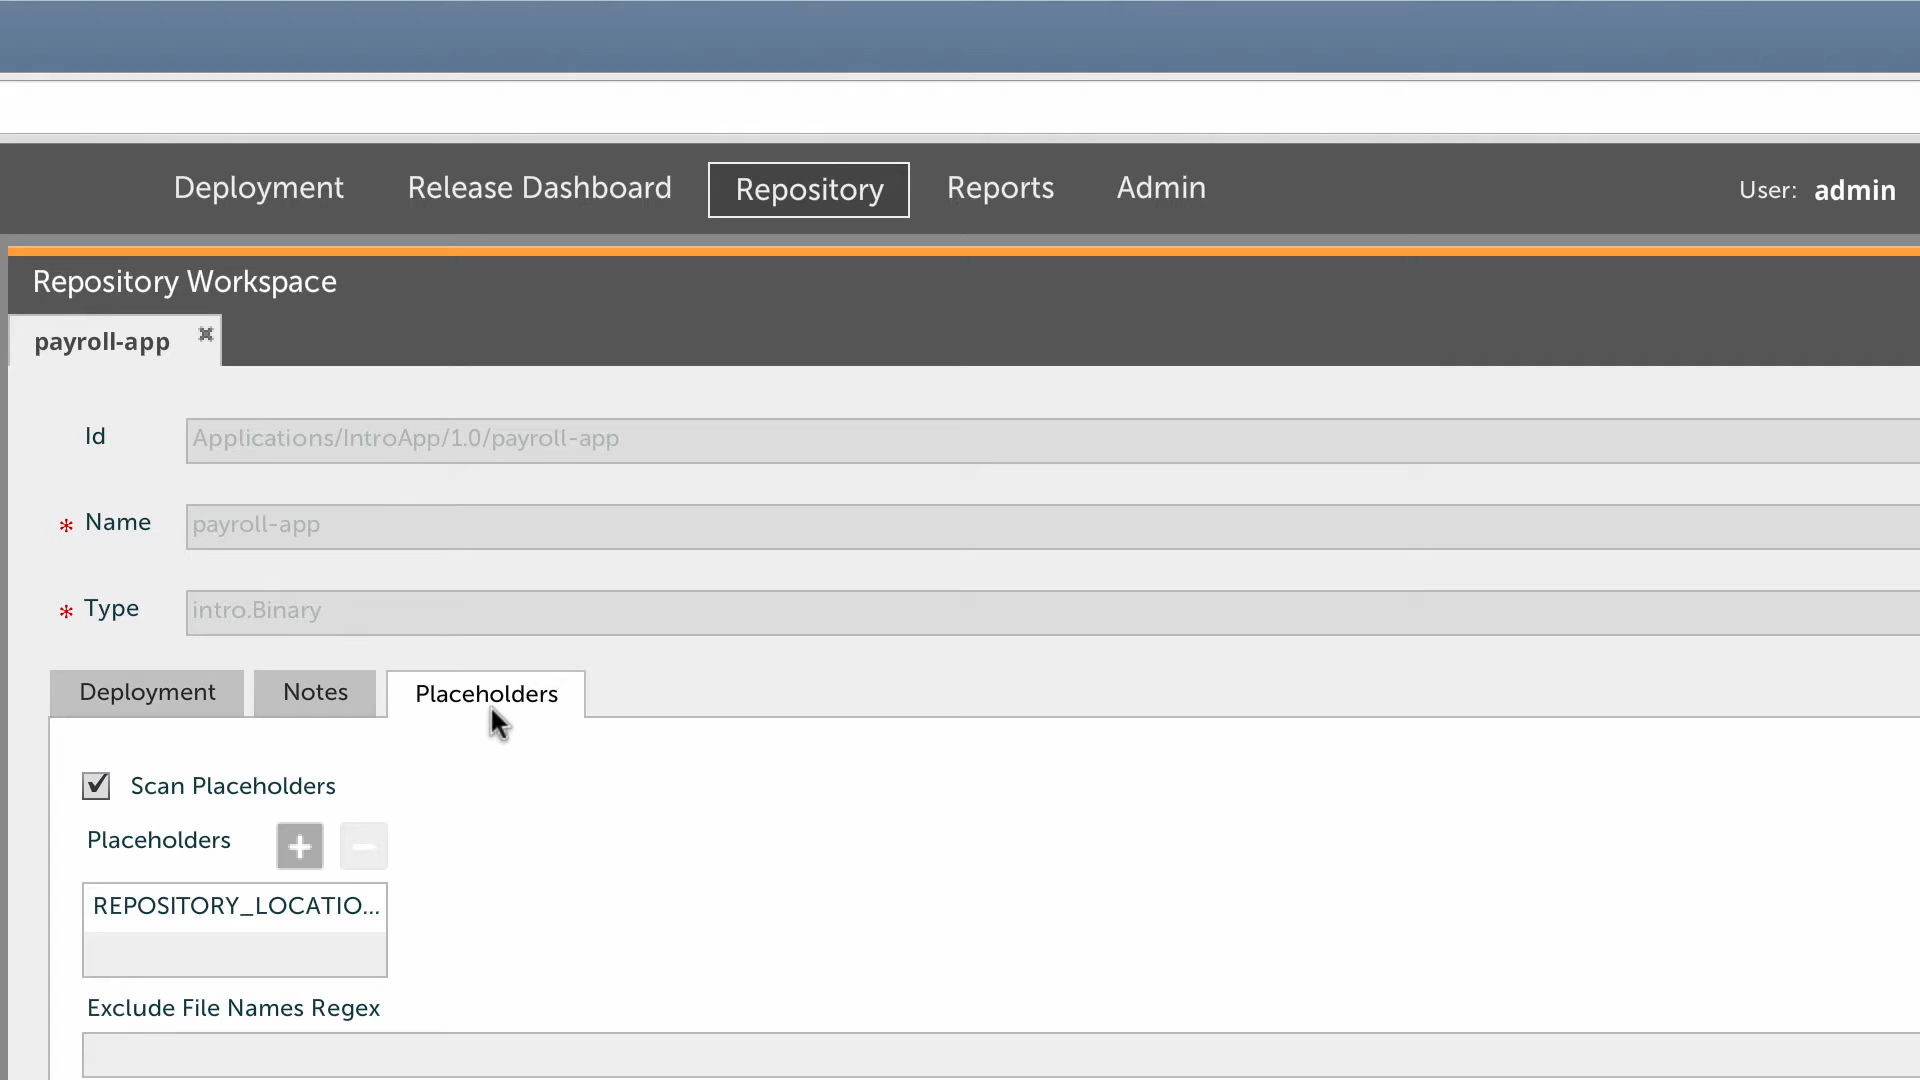 Deployment Release Dashboard Repository Reports Admin User: admin
Repository Workspace
payroll-app
Id Applications/IntroApp/1.0/payroll-app
* Name payroll-app
* Type intro.Binary
Deployment Notes Placeholders
Scan Placeholders
Placeholders
REPOSITORY_LOCATIO...
Exclude File Names Regex